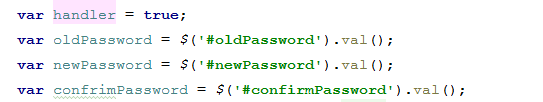 var handler = true;
var oldPassword = $('#oldPassword').val();
var newPassword = $('#newPassword').val();
var confrimPassword = $('#confirmPassword').val();